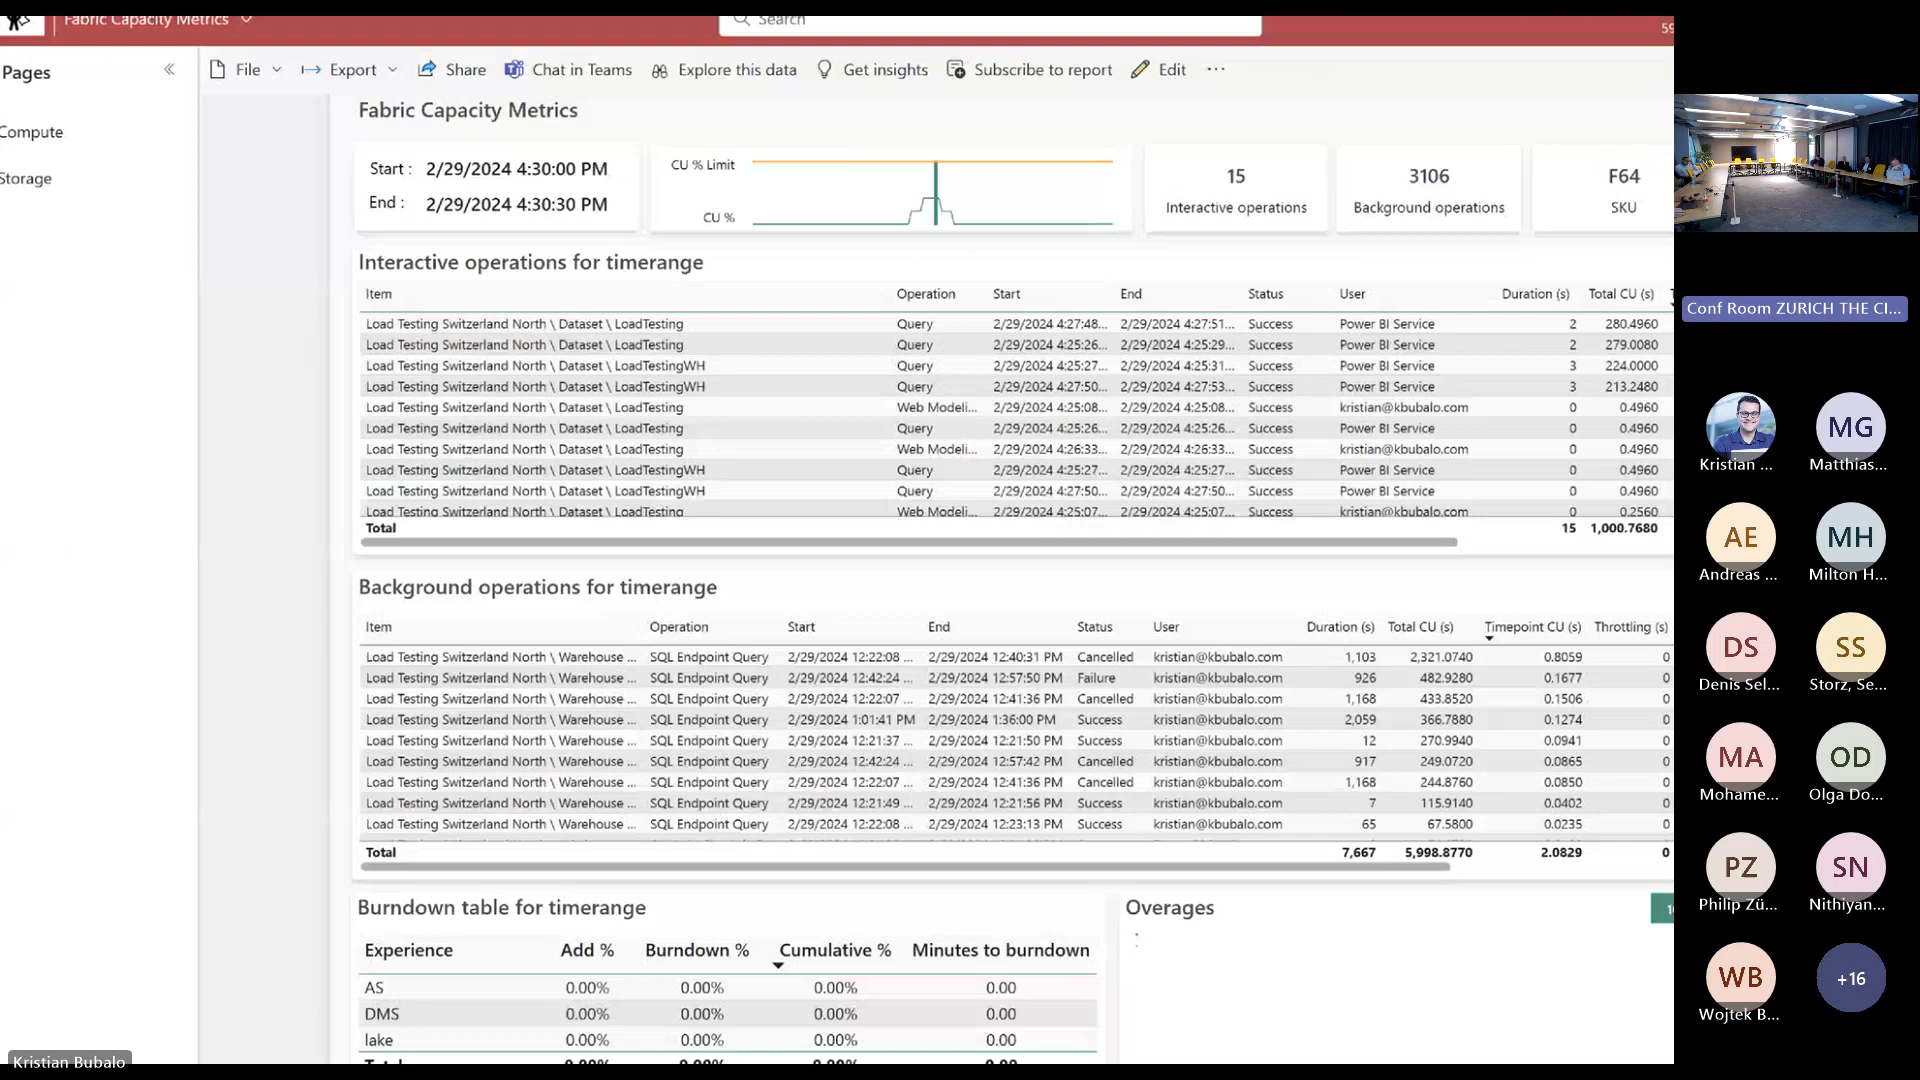 Fabric Capacity Metrics
Search
59
Pages
Compute
Storage
File
Export
Share
Chat in Teams
Explore this data
Get insights
Subscribe to report
Edit
Fabric Capacity Metrics
Start : 2/29/2024 4:30:00 PM
End : 2/29/2024 4:30:30 PM
CU % Limit
CU %
15
Interactive operations
3106
Background operations
F64
SKU
Interactive operations for timerange
Item Operation Start End Status User Duration (s) Total CU (s)
Load Testing Switzerland North \ Dataset \ LoadTesting Query 2/29/2024 4:27:48... 2/29/2024 4:27:51... Success Power BI Service 2 280.4960
Load Testing Switzerland North \ Dataset \ LoadTesting Query 2/29/2024 4:25:26... 2/29/2024 4:25:29... Success Power BI Service 2 279.0080
Load Testing Switzerland North \ Dataset \ LoadTestingWH Query 2/29/2024 4:25:27... 2/29/2024 4:25:31... Success Power BI Service 3 224.0000
Load Testing Switzerland North \ Dataset \ LoadTestingWH Query 2/29/2024 4:27:50... 2/29/2024 4:27:53... Success Power BI Service 3 213.2480
Load Testing Switzerland North \ Dataset \ LoadTesting Web Modeli... 2/29/2024 4:25:08... 2/29/2024 4:25:08... Success kristian@kbubalo.com 0 0.4960
Load Testing Switzerland North \ Dataset \ LoadTesting Query 2/29/2024 4:25:26... 2/29/2024 4:25:26... Success Power BI Service 0 0.4960
Load Testing Switzerland North \ Dataset \ LoadTesting Web Modeli... 2/29/2024 4:26:33... 2/29/2024 4:26:33... Success kristian@kbubalo.com 0 0.4960
Load Testing Switzerland North \ Dataset \ LoadTestingWH Query 2/29/2024 4:25:27... 2/29/2024 4:25:27... Success Power BI Service 0 0.4960
Load Testing Switzerland North \ Dataset \ LoadTestingWH Query 2/29/2024 4:27:50... 2/29/2024 4:27:50... Success Power BI Service 0 0.4960
Load Testing Switzerland North \ Dataset \ LoadTesting Web Modeli... 2/29/2024 4:25:07... 2/29/2024 4:25:07... Success kristian@kbubalo.com 0 0.2560
Total 15 1,000.7680
Background operations for timerange
Item Operation Start End Status User Duration (s) Total CU (s) Timepoint CU (s) Throttling (s)
Load Testing Switzerland North \ Warehouse ... SQL Endpoint Query 2/29/2024 12:22:08 ... 2/29/2024 12:40:31 PM Cancelled kristian@kbubalo.com 1,103 2,321.0740 0.8059 0
Load Testing Switzerland North \ Warehouse ... SQL Endpoint Query 2/29/2024 12:42:24 ... 2/29/2024 12:57:50 PM Failure kristian@kbubalo.com 926 482.9280 0.1677 0
Load Testing Switzerland North \ Warehouse ... SQL Endpoint Query 2/29/2024 12:22:07 ... 2/29/2024 12:41:36 PM Cancelled kristian@kbubalo.com 1,168 433.8520 0.1506 0
Load Testing Switzerland North \ Warehouse ... SQL Endpoint Query 2/29/2024 1:01:41 PM 2/29/2024 1:36:00 PM Success kristian@kbubalo.com 2,059 366.7880 0.1274 0
Load Testing Switzerland North \ Warehouse ... SQL Endpoint Query 2/29/2024 12:21:37 ... 2/29/2024 12:21:50 PM Success kristian@kbubalo.com 12 270.9940 0.0941 0
Load Testing Switzerland North \ Warehouse ... SQL Endpoint Query 2/29/2024 12:42:24 ... 2/29/2024 12:57:42 PM Cancelled kristian@kbubalo.com 917 249.0720 0.0865 0
Load Testing Switzerland North \ Warehouse ... SQL Endpoint Query 2/29/2024 12:22:07 ... 2/29/2024 12:41:36 PM Cancelled kristian@kbubalo.com 1,168 244.8760 0.0850 0
Load Testing Switzerland North \ Warehouse ... SQL Endpoint Query 2/29/2024 12:21:49 ... 2/29/2024 12:21:56 PM Success kristian@kbubalo.com 7 115.9140 0.0402 0
Load Testing Switzerland North \ Warehouse ... SQL Endpoint Query 2/29/2024 12:22:08 ... 2/29/2024 12:23:13 PM Success kristian@kbubalo.com 65 67.5800 0.0235 0
Total 7,667 5,998.8770 2.0829 0
Burndown table for timerange
Experience Add % Burndown % Cumulative % Minutes to burndown
AS 0.00% 0.00% 0.00% 0.00
DMS 0.00% 0.00% 0.00% 0.00
lake 0.00% 0.00% 0.00% 0.00
Total 0.00% 0.00% 0.00% 0.00
Overages
Kristian Bubalo
Conf Room ZURICH THE CI...
Kristian ...
MG
Matthias...
AE
Andreas ...
MH
Milton H...
DS
Denis Sel...
SS
Storz, Se...
MA
Mohame...
OD
Olga Do...
PZ
Philip Zü...
SN
Nithiyan...
WB
Wojtek B...
+16